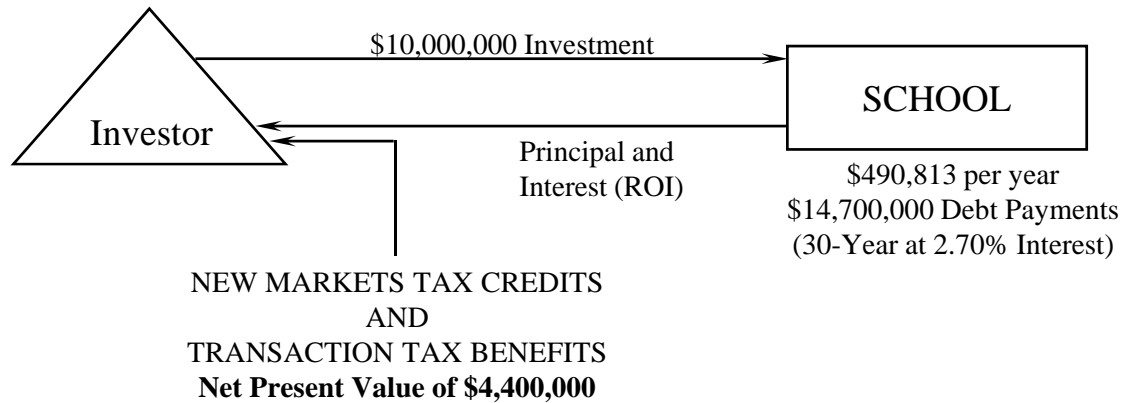 $10,000,000 Investment
SCHOOL
Investor
Principal and
Interest (ROI)
$490,813 per year
$14,700,000 Debt Payments
(30-Year at 2.70% Interest)
NEW MARKETS TAX CREDITS
AND
TRANSACTION TAX BENEFITS
Net Present Value of $4,400,000